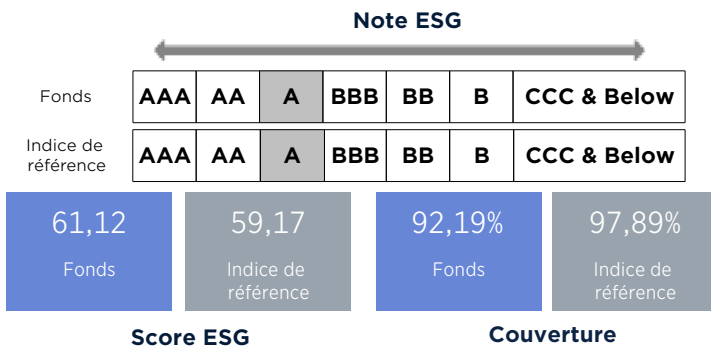 Note ESG
Fonds AAA AA A BBB BB B CCC & Below
Indice de
référence AAA AA A BBB BB B CCC & Below
61,12 59,17 92,19% 97,89%
Fonds Indice de Fonds Indice de
référence référence
Score ESG Couverture